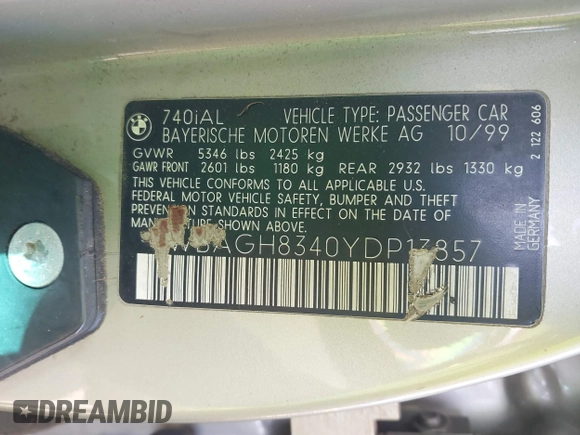 740iAL VEHICLE TYPE: PASSENGER CAR
BAYERISCHE MOTOREN WERKE AG 10/99
GVWR 5346 lbs 2425 kg
GAWR FRONT 2601 lbs 1180 kg REAR 2932 lbs 1330 kg
THIS VEHICLE CONFORMS TO ALL APPLICABLE U.S.
FEDERAL MOTOR VEHICLE SAFETY, BUMPER AND THEFT
PREVENTION STANDARDS IN EFFECT ON THE DATE OF
MANUFACTURE SHOWN ABOVE.
WBAGH8340YDP13857
MADE IN
GERMANY
2 122 606
DREAMBID